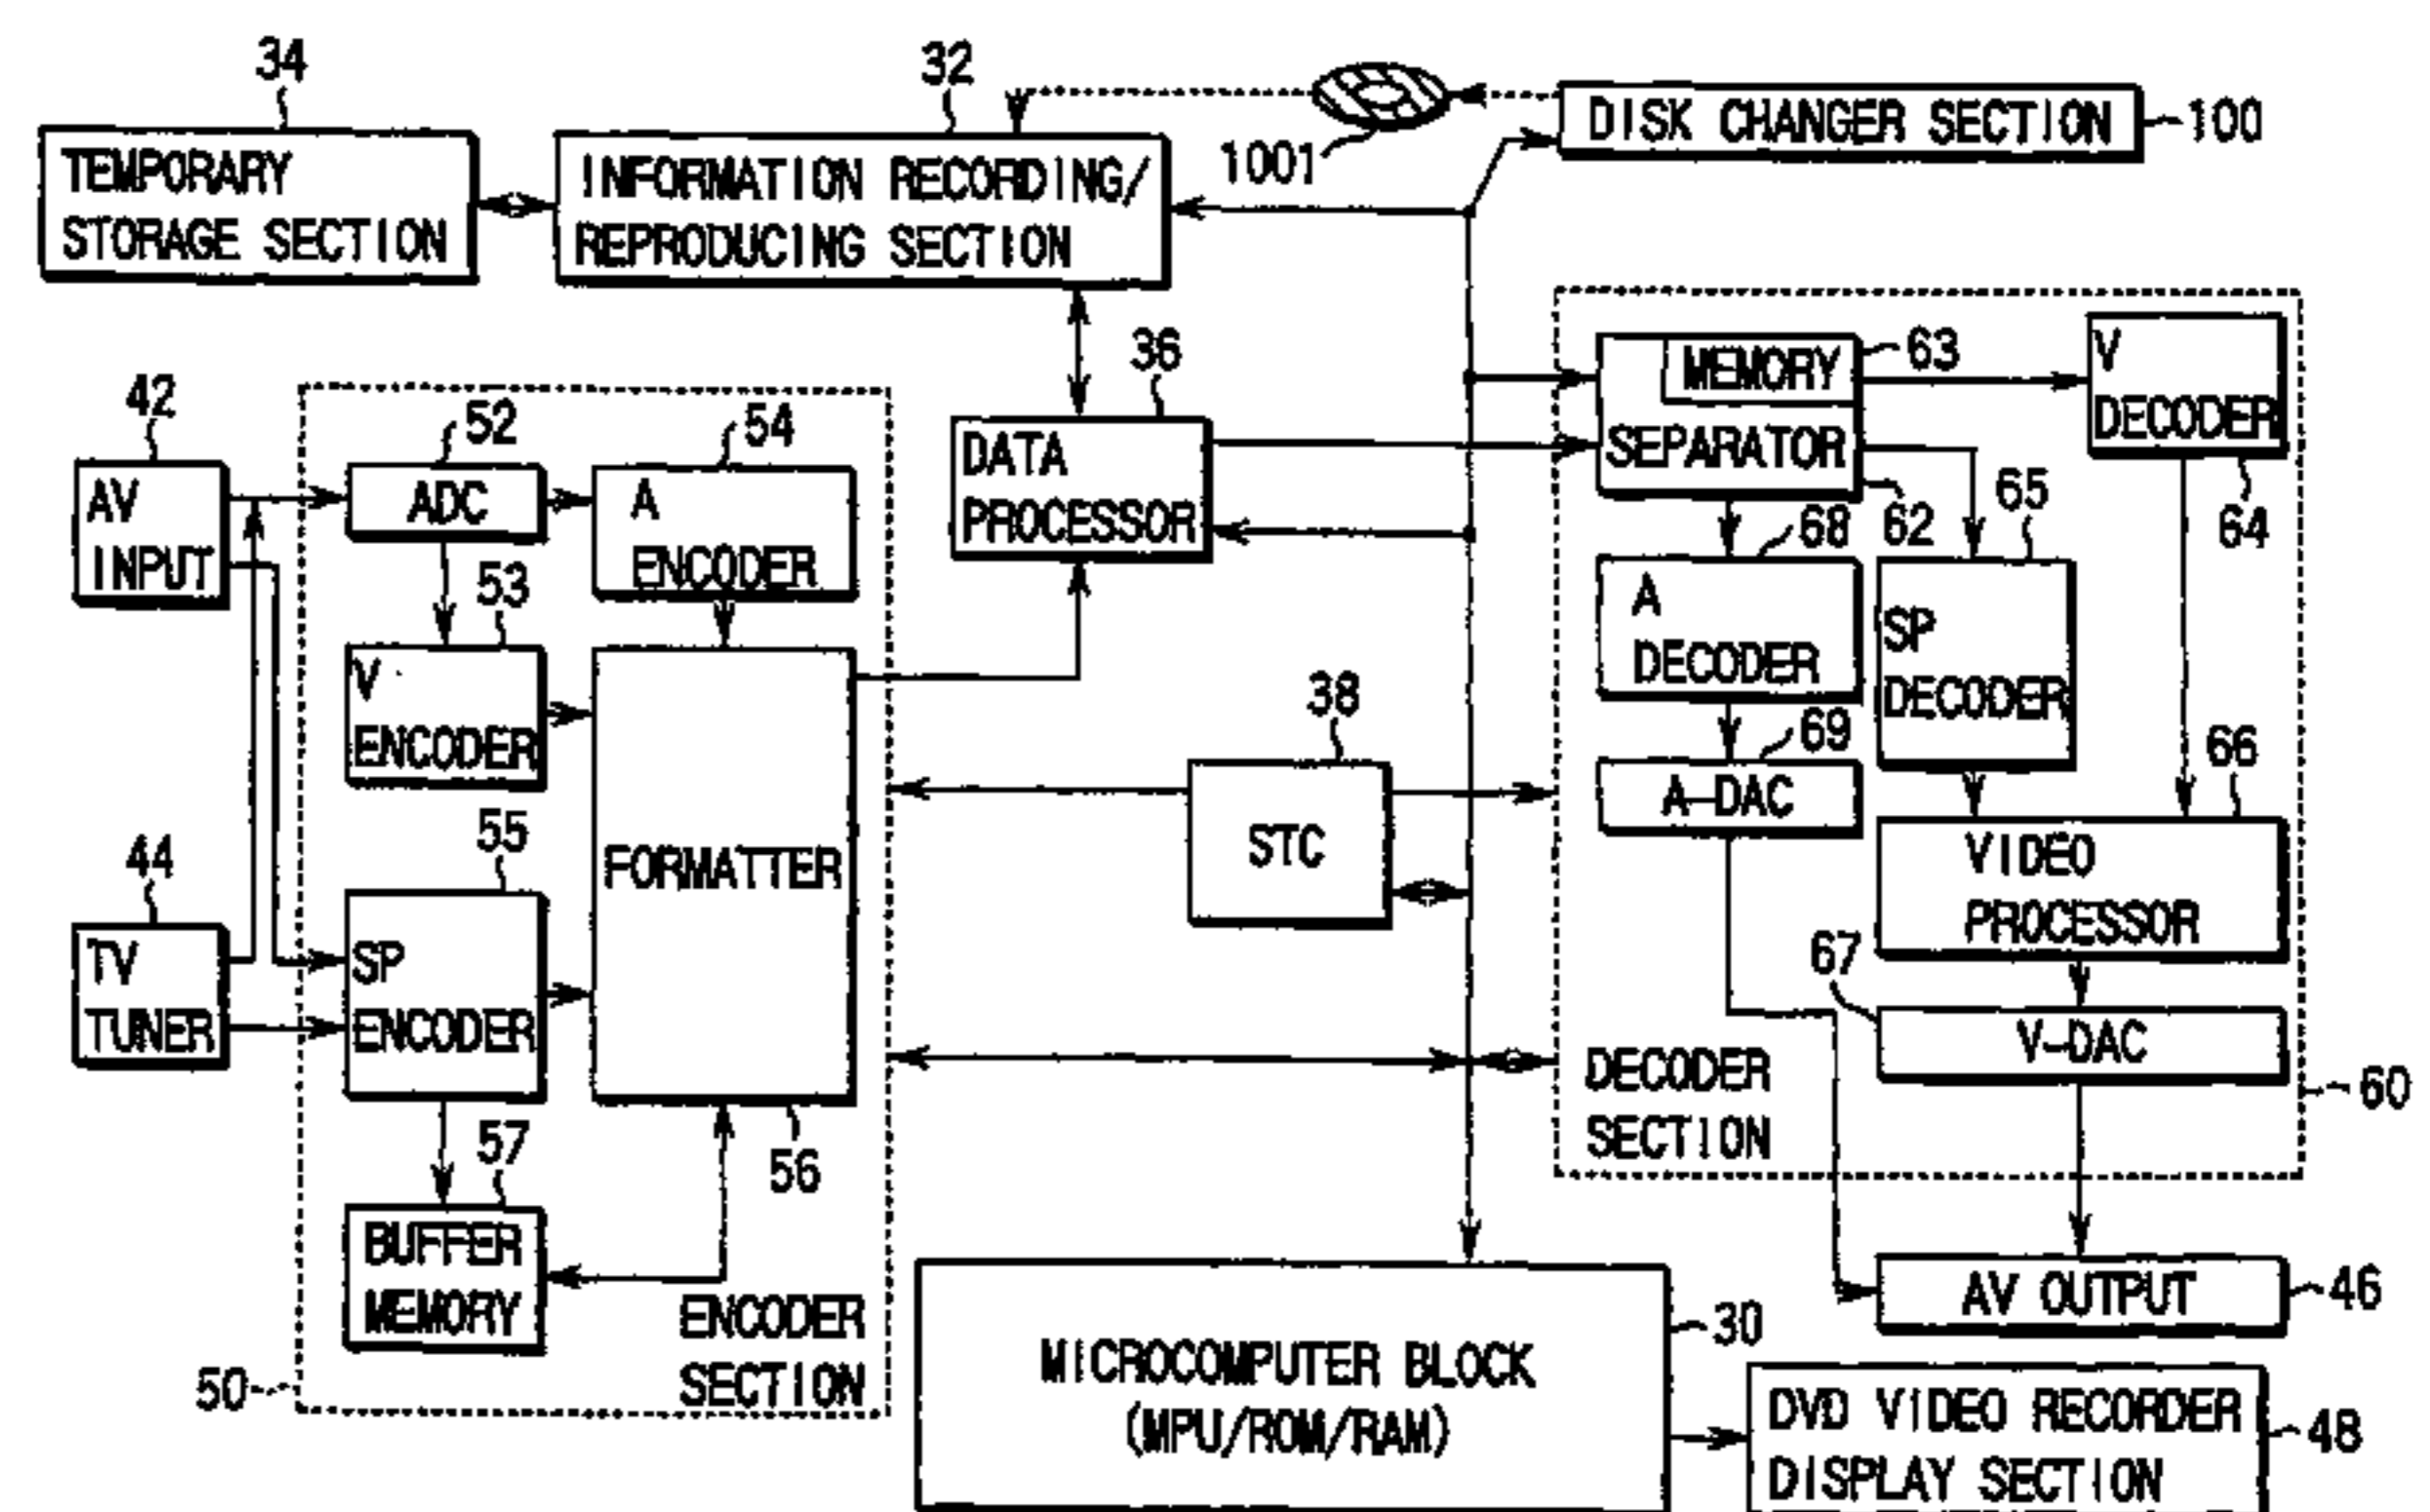 34
32
TEMPORARY
STORAGE SECTION
INFORMATION RECORDING/
REPRODUCING SECTION
1001
DISK CHANGER SECTION
100
42
52
54
36
AV
INPUT
ADC
A
ENCODER
DATA
PROCESSOR
MEMORY
63
SEPARATOR
62
V
DECODER
64
53
V
ENCODER
68
A
DECODER
65
SP
DECODER
69
A-DAC
66
VIDEO
PROCESSOR
38
STC
44
TV
TUNER
55
SP
ENCODER
FORMATTER
56
67
V-DAC
DECODER
SECTION
60
57
BUFFER
MEMORY
ENCODER
SECTION
50
MICROCOMPUTER BLOCK
(MPU/ROM/RAM)
30
AV OUTPUT
46
DVD VIDEO RECORDER
DISPLAY SECTION
48